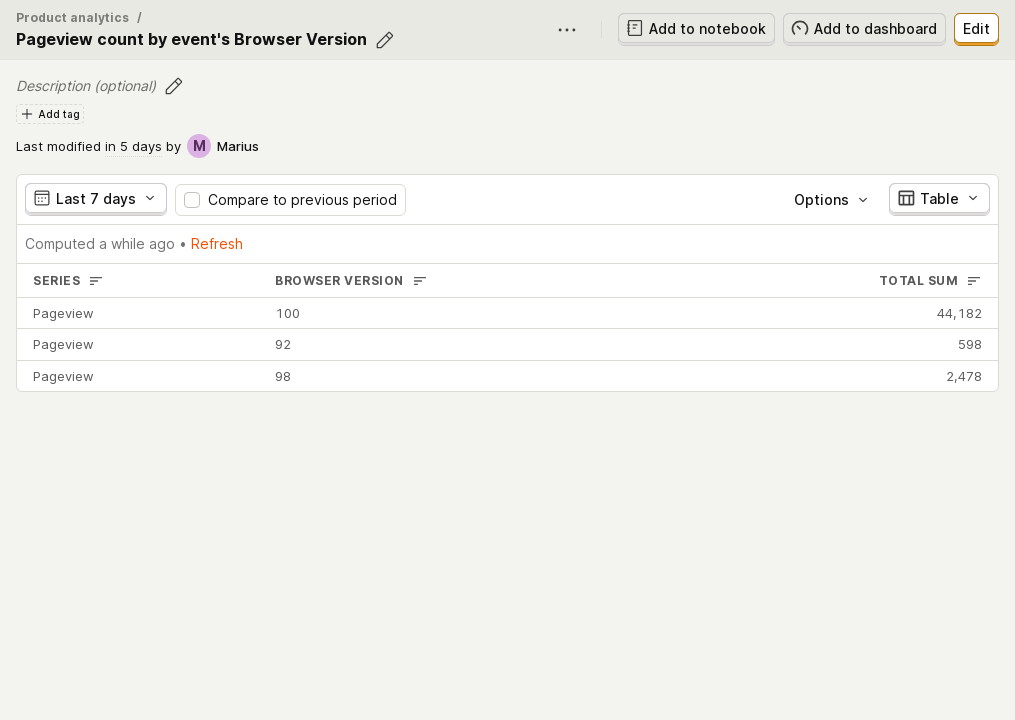 Product analytics /
Pageview count by event's Browser Version
Add to notebook
Add to dashboard
Edit
Description (optional)
Add tag
Last modified in 5 days by M Marius
Last 7 days
Compare to previous period
Options
Table
Computed a while ago • Refresh
SERIES BROWSER VERSION TOTAL SUM
Pageview 100 44,182
Pageview 92 598
Pageview 98 2,478